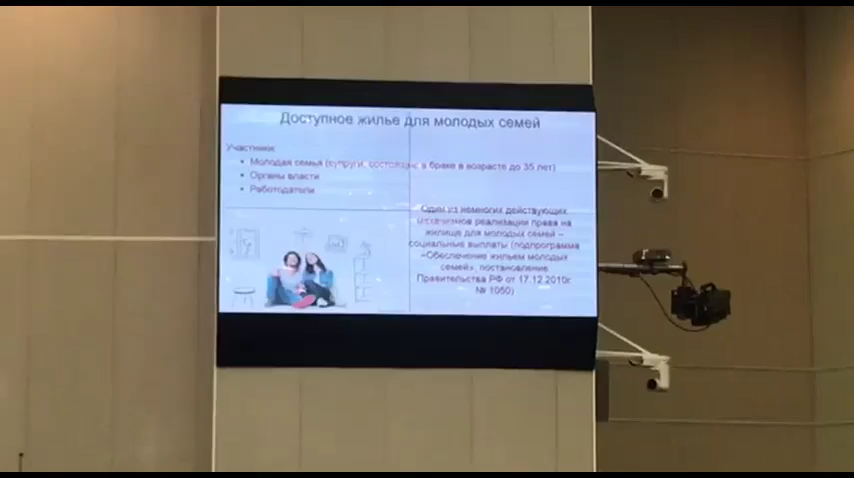 Доступное жилье для молодых семей
Участники:
• Молодая семья (супруги, состоящие в браке в возрасте до 35 лет)
• Органы власти
• Работодатели
Один из немногих действующих
механизмов реализации права на
жилище для молодых семей –
социальные выплаты (подпрограмма
«Обеспечение жильем молодых
семей», постановление
Правительства РФ от 17.12.2010г.
№ 1050)